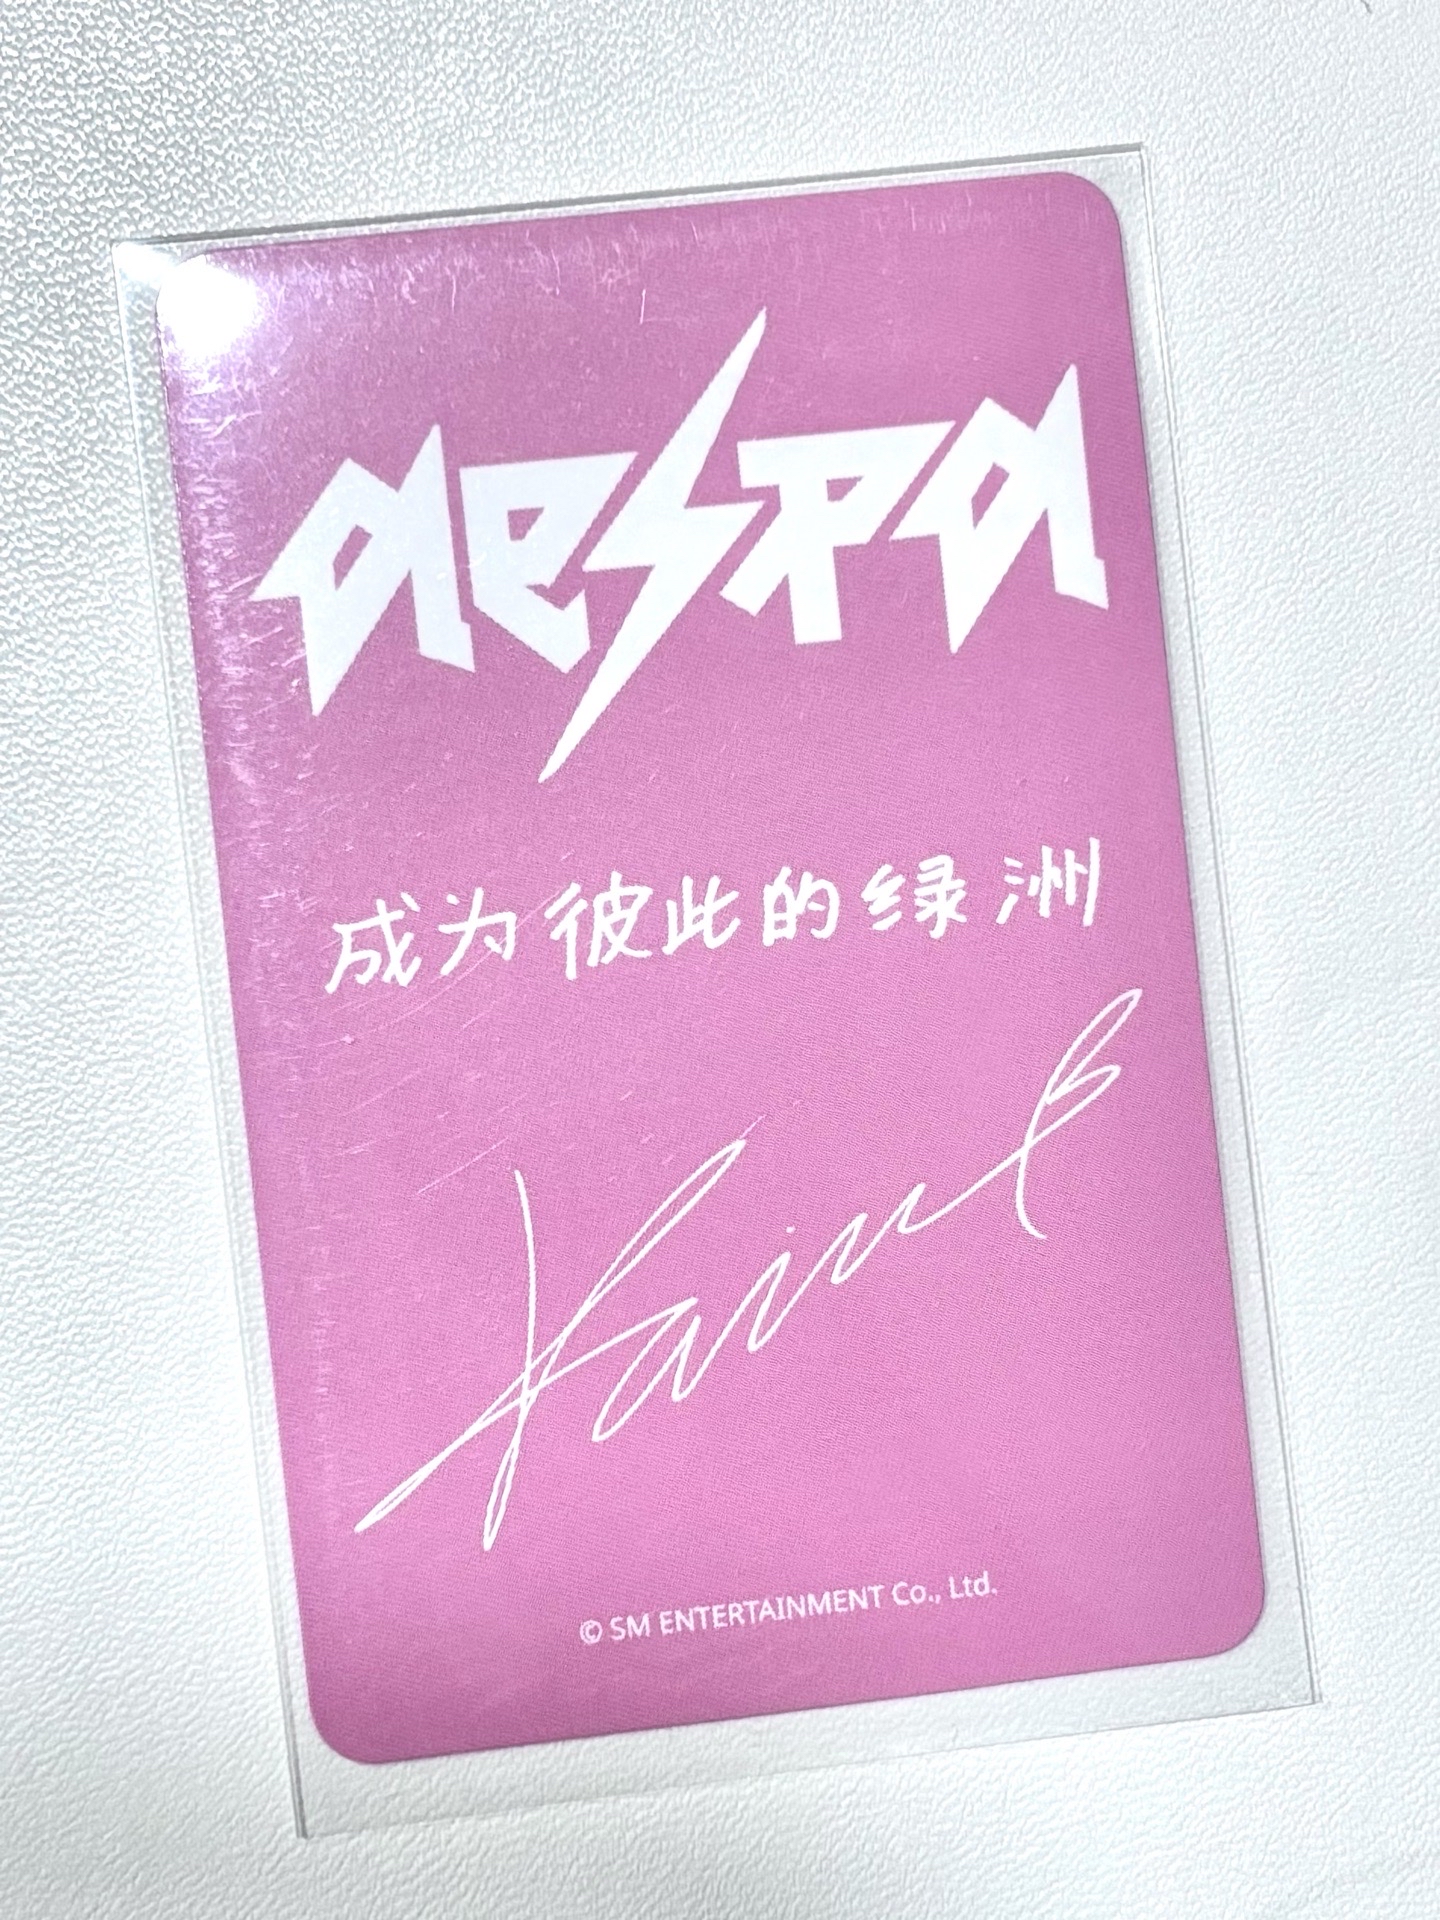 aespa
成为彼此的绿洲
Karina
© SM ENTERTAINMENT Co., Ltd.